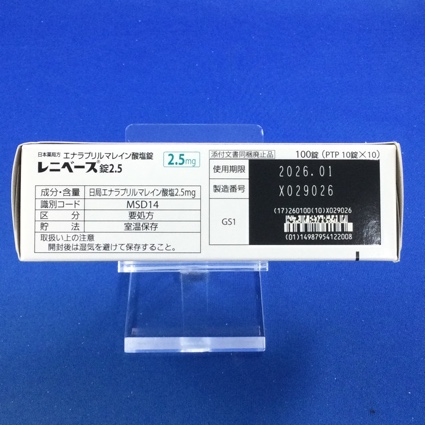 日本薬局方 エナラプリルマレイン酸塩錠
レニベース®錠2.5
2.5mg
成分・含量 日局エナラプリルマレイン酸塩2.5mg
識別コード MSD14
区分 要処方
貯法 室温保存
取扱い上の注意
開封後は湿気を避けて保存すること。
添付文書同梱廃止品 100錠(PTP 10錠×10)
使用期限 2026.01
製造番号 X029026
GS1
(17)260100(10)X029026
(01)14987954122008